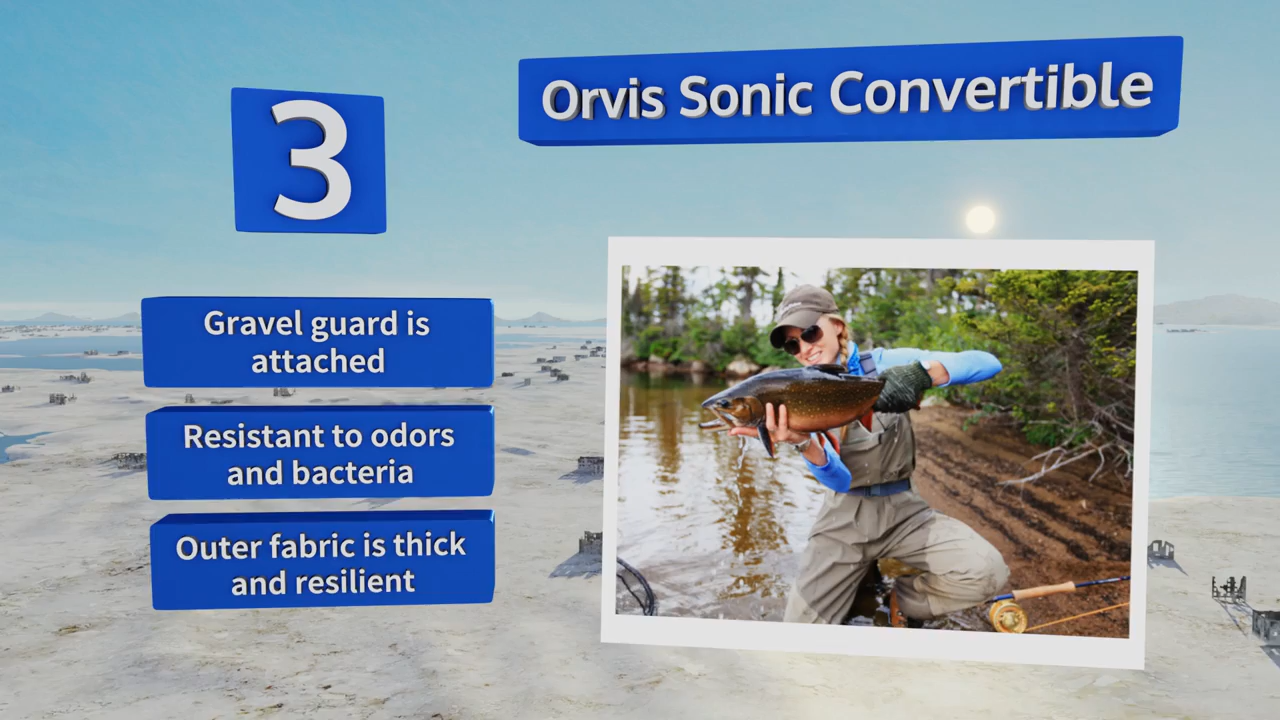 3
Orvis Sonic Convertible
Gravel guard is
attached
Resistant to odors
and bacteria
Outer fabric is thick
and resilient